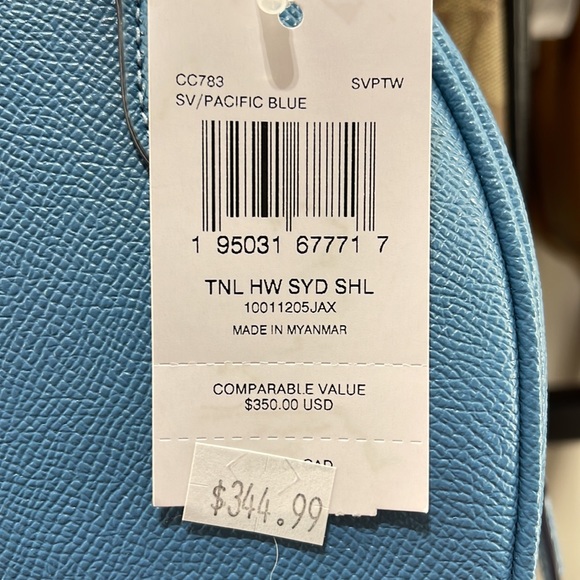 CC783 SVPTW
SV/PACIFIC BLUE
1 95031 67771 7
TNL HW SYD SHL
10011205JAX
MADE IN MYANMAR
COMPARABLE VALUE
$350.00 USD
CAD
$344.99